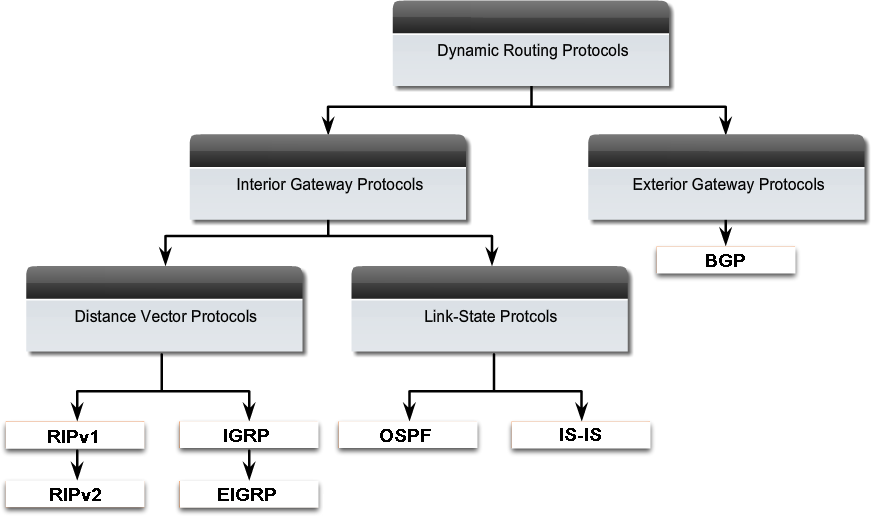 Dynamic Routing Protocols
Interior Gateway Protocols
Exterior Gateway Protocols
BGP
Distance Vector Protocols
Link-State Protcols
RIPv1
IGRP
OSPF
IS-IS
RIPv2
EIGRP